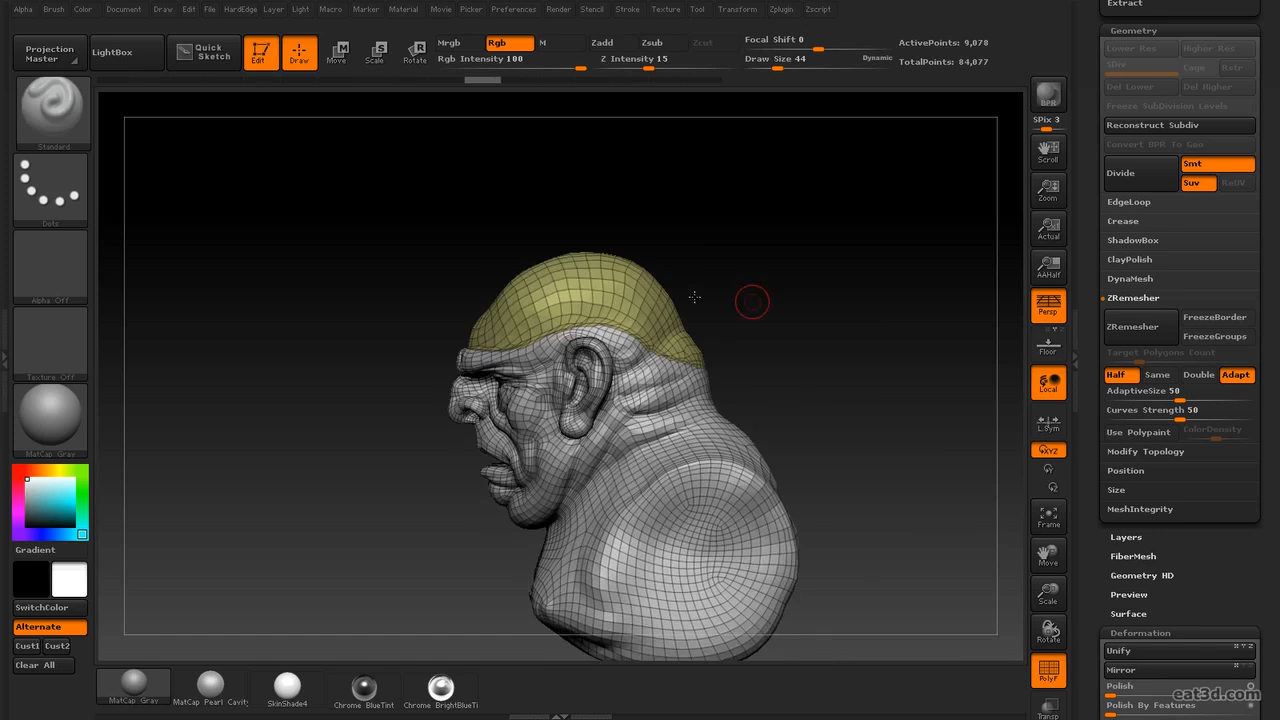 Alpha Brush Color Document Draw Edit File HardEdge Layer Light Macro Marker Material Movie Picker Preferences Render Stencil Stroke Texture Tool Transform Zplugin Zscript
Extract
Geometry
Projection Master
LightBox
Quick Sketch
Edit
Draw
Move
Scale
Rotate
Mrgb
Rgb
M
Zadd
Zsub
Zcut
Rgb Intensity 100
Z Intensity 15
Focal Shift 0
Draw Size 44
Dynamic
ActivePoints: 9,078
TotalPoints: 84,077
Lower Res
Higher Res
SDiv
Cage
Rstr
Del Lower
Del Higher
Freeze SubDivision Levels
Reconstruct Subdiv
Convert BPR To Geo
Divide
Smt
Suv
ReUV
EdgeLoop
Crease
ShadowBox
ClayPolish
DynaMesh
ZRemesher
ZRemesher
FreezeBorder
FreezeGroups
Target Polygons Count
Half
Same
Double
Adapt
AdaptiveSize 50
Curves Strength 50
Use Polypaint
ColorDensity
Modify Topology
Position
Size
MeshIntegrity
Layers
FiberMesh
Geometry HD
Preview
Surface
Deformation
Unify
X Y Z
Mirror
Polish
Polish By Features
BPR
SPix 3
Scroll
Zoom
Actual
AAHalf
Persp
Floor
Local
L.Sym
XYZ
Frame
Move
Scale
Rotate
PolyF
Transp
Standard
Dots
Alpha Off
Texture Off
MatCap Gray
Gradient
SwitchColor
Alternate
Cust1 Cust2
Clear All
MatCap Gray
MatCap Pearl Cavity
SkinShade4
Chrome BlueTint
Chrome BrightBlueTi
eat3d.com